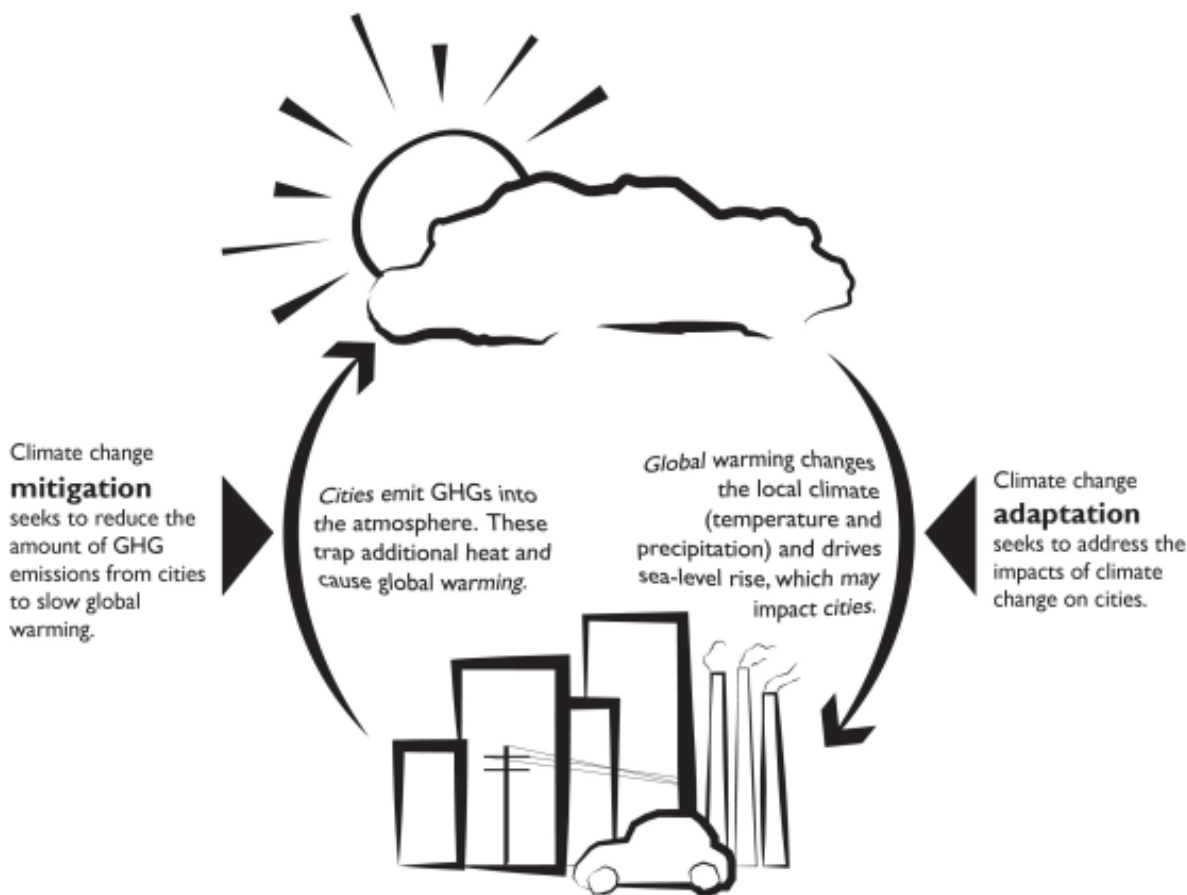 Climate change
mitigation
seeks to reduce the
amount of GHG
emissions from cities
to slow global
warming.
Cities emit GHGs into
the atmosphere. These
trap additional heat and
cause global warming.
Global warming changes
the local climate
(temperature and
precipitation) and drives
sea-level rise, which may
impact cities.
Climate change
adaptation
seeks to address the
impacts of climate
change on cities.